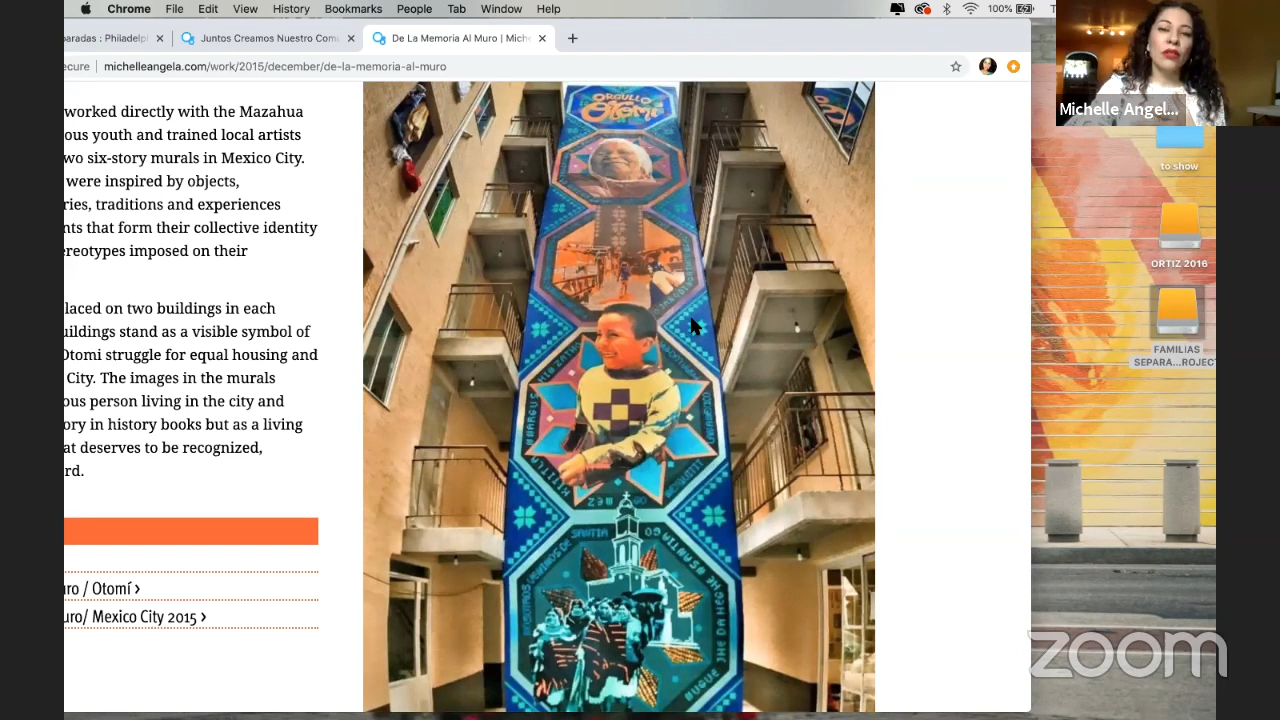 Chrome File Edit View History Bookmarks People Tab Window Help
100%
paradas : Philadelpl
Juntos Creamos Nuestro Com
De La Memoria Al Muro | Miche
ecure | michelleangela.com/work/2015/december/de-la-memoria-al-muro
Michelle Angel...
worked directly with the Mazahua
ous youth and trained local artists
wo six-story murals in Mexico City.
were inspired by objects,
ries, traditions and experiences
nts that form their collective identity
ereotypes imposed on their
laced on two buildings in each
uildings stand as a visible symbol of
Otomi struggle for equal housing and
City. The images in the murals
ous person living in the city and
ory in history books but as a living
at deserves to be recognized,
rd.
uro / Otomí >
uro/ Mexico City 2015 >
ORGULLO
Otomi
to show
ORTIZ 2016
FAMILIAS
SEPARA...ROJECT
zoom